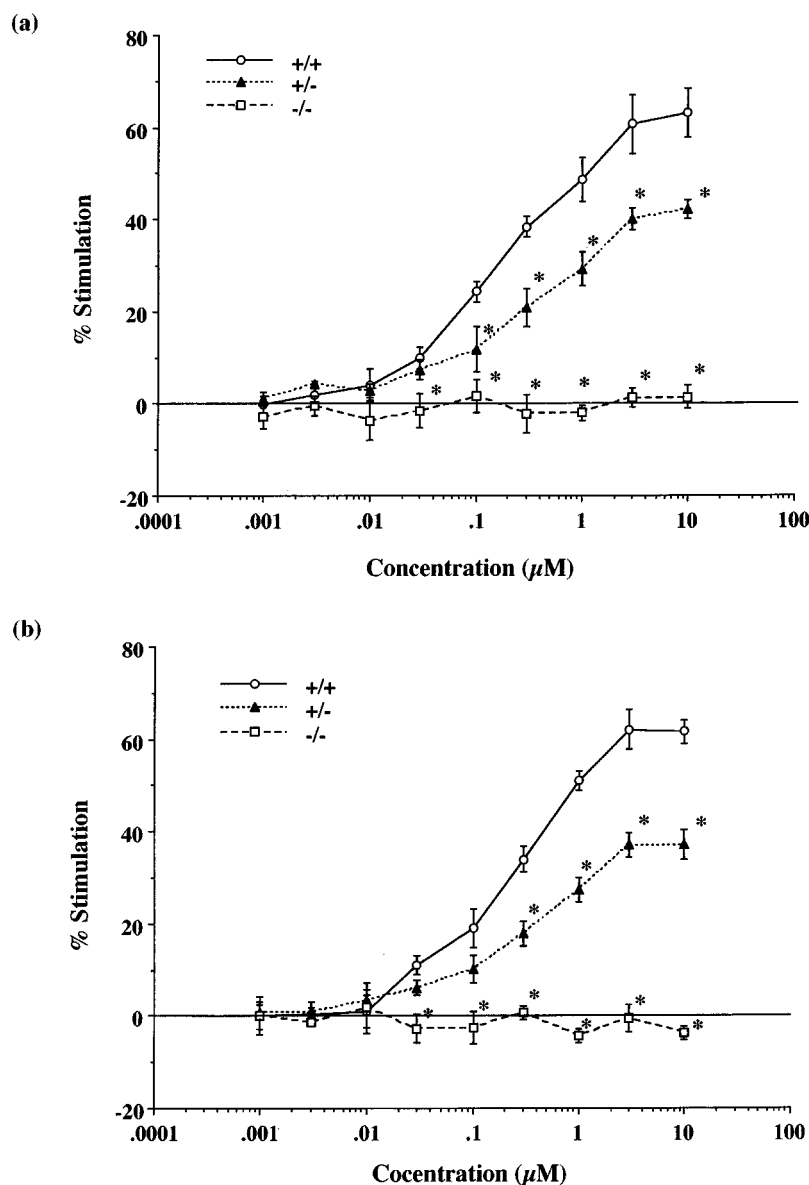 (a)
80
60
40
20
0
-20
% Stimulation
+/+
+/-
-/-
* * * * *
* * * * * *
.0001 .001 .01 .1 1 10 100
Concentration (µM)
(b)
80
60
40
20
0
-20
% Stimulation
+/+
+/-
-/-
* * * *
* * * * * *
.0001 .001 .01 .1 1 10 100
Cocentration (µM)